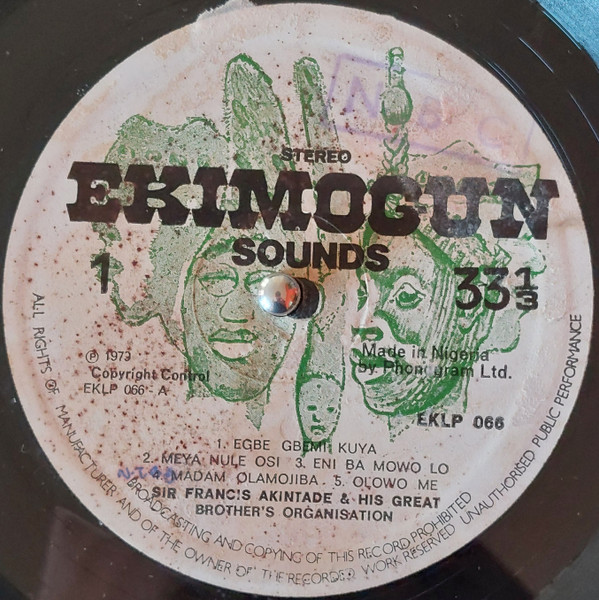 N.B.C
STEREO
EKIMOGUN
SOUNDS
1
33⅓
℗ 1973
Copyright Control
EKLP 066 A
Made in Nigeria
by Phonogram Ltd.
EKLP 066
1. EGBE GBEMI KUYA
2. MEYA NULE OSI 3. ENI BA MOWO LO
4. MADAM OLAMOJIBA. 5. OLOWO ME
SIR FRANCIS AKINTADE & HIS GREAT
BROTHER'S ORGANISATION
ALL RIGHTS OF MANUFACTURER AND OF THE OWNER OF THE RECORDED WORK RESERVED UNAUTHORISED PUBLIC PERFORMANCE
BROADCASTING AND COPYING OF THIS RECORD PROHIBITED